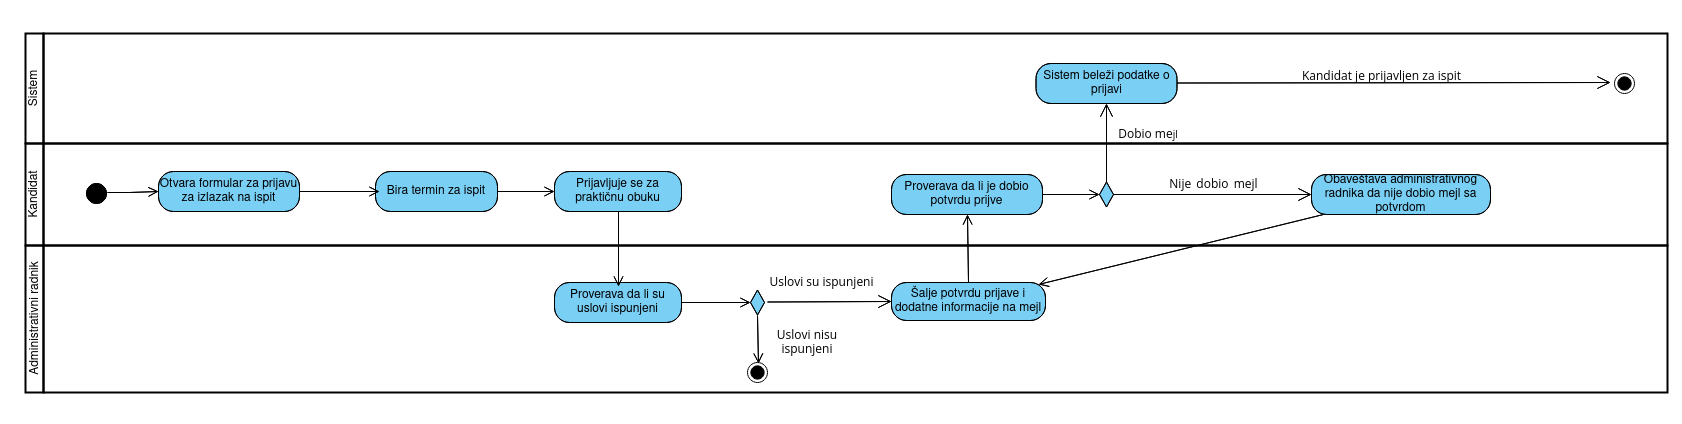 Sistem
Sistem beleži podatke o
prijavi
Kandidat je prijavljen za ispit
Dobio mejl
Kandidat
Otvara formular za prijavu
za izlazak na ispit
Bira termin za ispit
Prijavljuje se za
praktičnu obuku
Proverava da li je dobio
potvrdu prijve
Nije dobio mejl
Obaveštava administrativnog
radnika da nije dobio mejl sa
potvrdom
Administrativni radnik
Proverava da li su
uslovi ispunjeni
Uslovi su ispunjeni
Uslovi nisu
ispunjeni
Šalje potvrdu prijave i
dodatne informacije na mejl